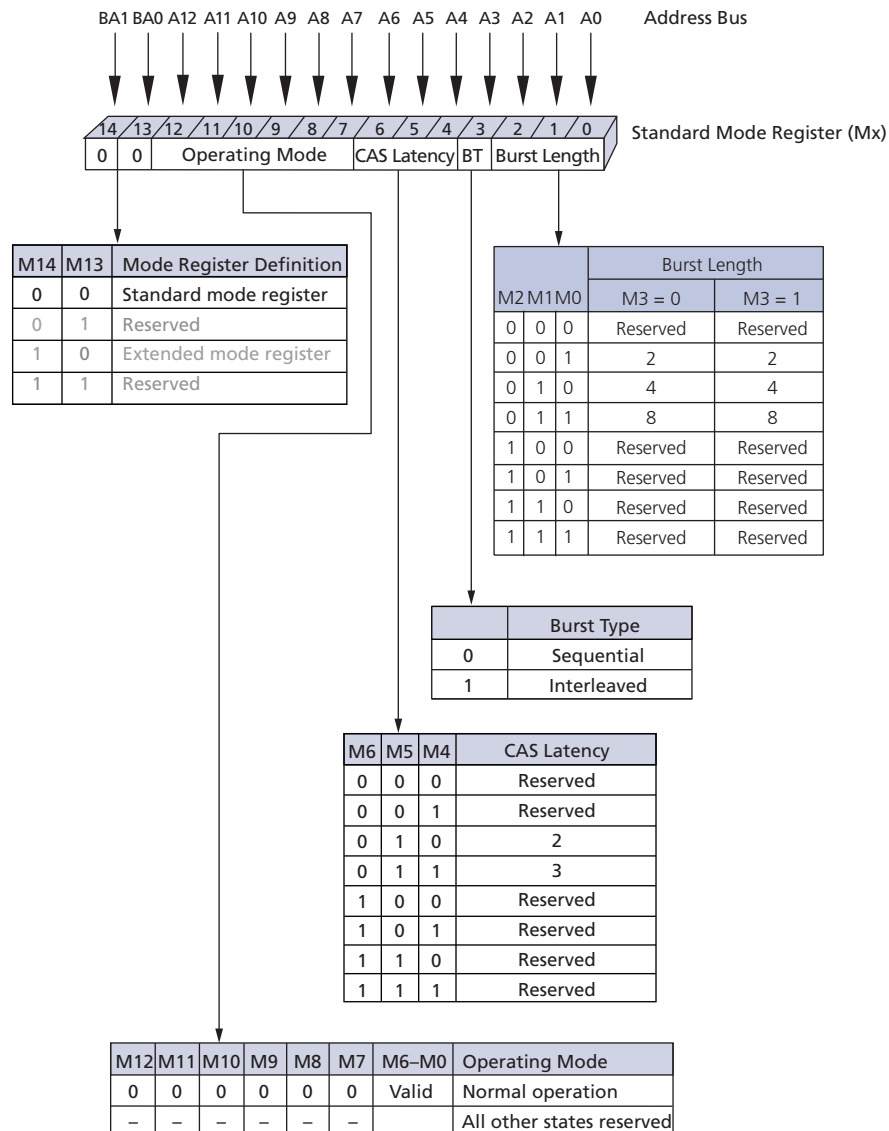 BA1 BA0 A12 A11 A10 A9 A8 A7 A6 A5 A4 A3 A2 A1 A0 Address Bus
14 13 12 11 10 9 8 7 6 5 4 3 2 1 0
Standard Mode Register (Mx)
0 0 Operating Mode CAS Latency BT Burst Length
M14 M13 Mode Register Definition
0 0 Standard mode register
0 1 Reserved
1 0 Extended mode register
1 1 Reserved
Burst Length
M2 M1 M0 M3 = 0 M3 = 1
0 0 0 Reserved Reserved
0 0 1 2 2
0 1 0 4 4
0 1 1 8 8
1 0 0 Reserved Reserved
1 0 1 Reserved Reserved
1 1 0 Reserved Reserved
1 1 1 Reserved Reserved
Burst Type
0 Sequential
1 Interleaved
M6 M5 M4 CAS Latency
0 0 0 Reserved
0 0 1 Reserved
0 1 0 2
0 1 1 3
1 0 0 Reserved
1 0 1 Reserved
1 1 0 Reserved
1 1 1 Reserved
M12 M11 M10 M9 M8 M7 M6–M0 Operating Mode
0 0 0 0 0 0 Valid Normal operation
– – – – – – All other states reserved